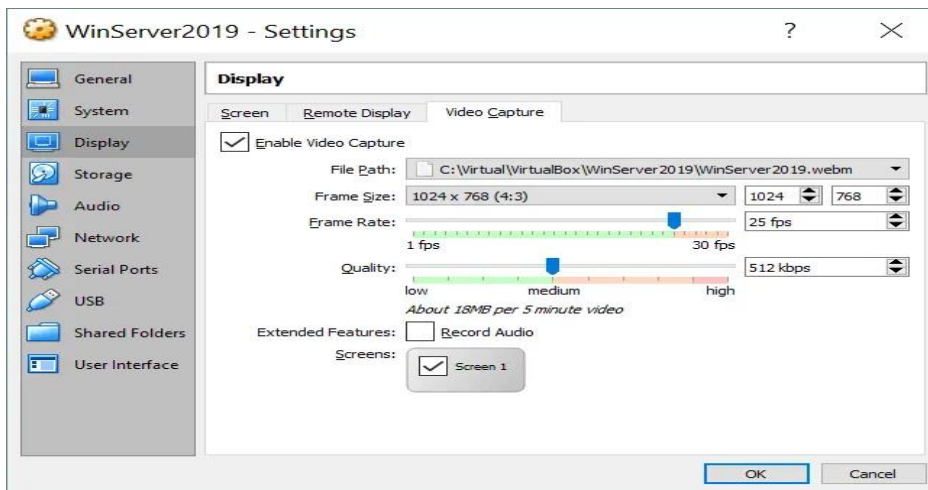 WinServer2019 - Settings
?
General
System
Display
Storage
Audio
Network
Serial Ports
USB
Shared Folders
User Interface
Display
Screen Remote Display Video Capture
Enable Video Capture
File Path: C:\Virtual\VirtualBox\WinServer2019\WinServer2019.webm
Frame Size: 1024 x 768 (4:3) 1024 768
Frame Rate: 25 fps
1 fps 30 fps
Quality: 512 kbps
low medium high
About 18MB per 5 minute video
Extended Features: Record Audio
Screens: Screen 1
OK Cancel